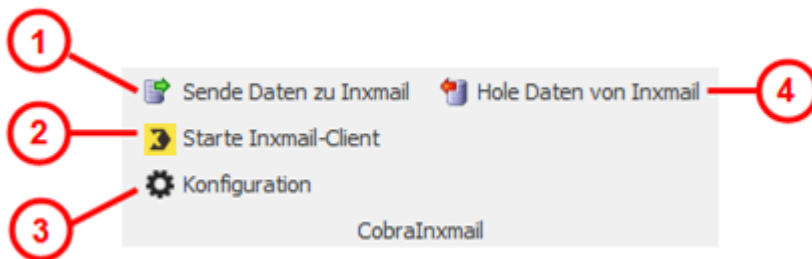 1
Sende Daten zu Inxmail Hole Daten von Inxmail 4
2 Starte Inxmail-Client
Konfiguration
3
CobraInxmail